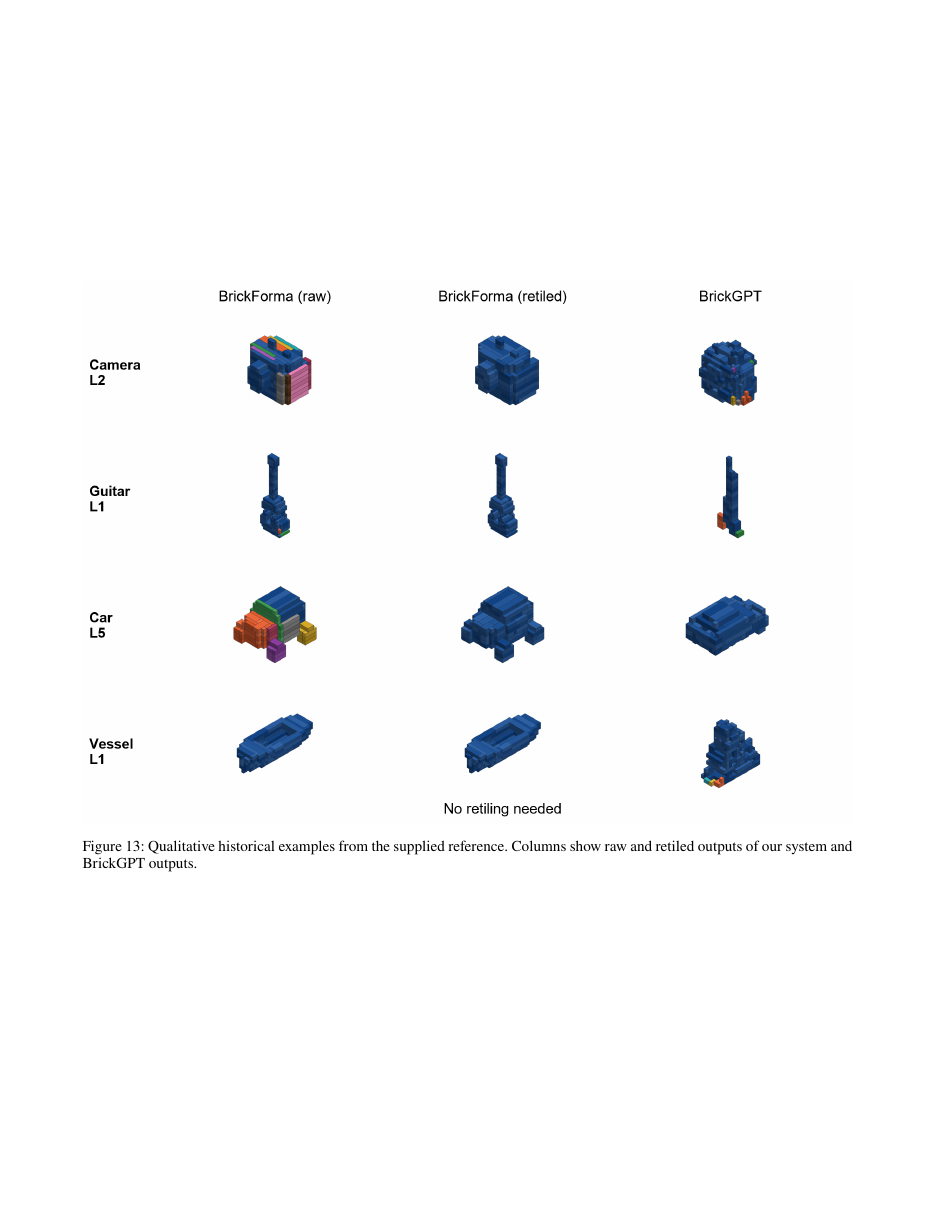 BrickForma (raw) BrickForma (retiled) BrickGPT
Camera
L2
Guitar
L1
Car
L5
Vessel
L1
No retiling needed
Figure 13: Qualitative historical examples from the supplied reference. Columns show raw and retiled outputs of our system and
BrickGPT outputs.